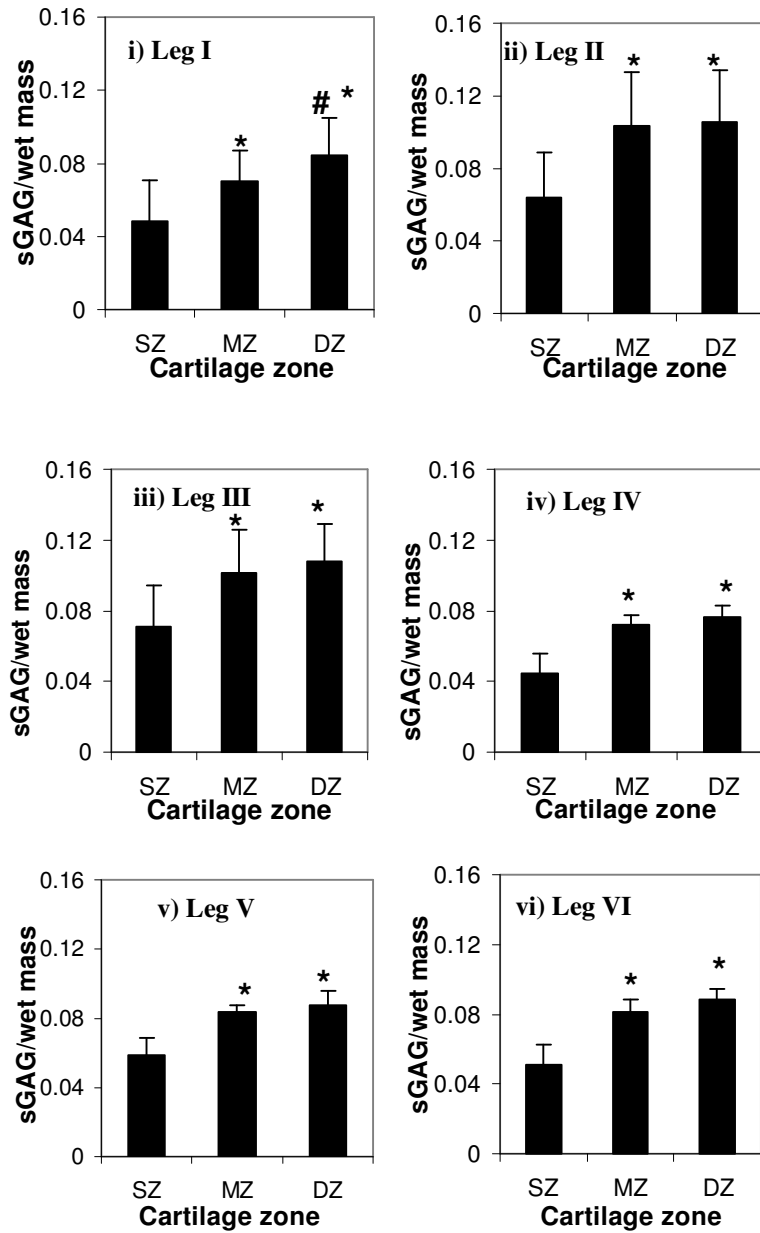 i) Leg I
sGAG/wet mass
0.16
0.12
0.08
0.04
0
*
# *
SZ MZ DZ
Cartilage zone
ii) Leg II
sGAG/wet mass
0.16
0.12
0.08
0.04
0
* *
SZ MZ DZ
Cartilage zone
iii) Leg III
sGAG/wet mass
0.16
0.12
0.08
0.04
0
* *
SZ MZ DZ
Cartilage zone
iv) Leg IV
sGAG/wet mass
0.16
0.12
0.08
0.04
0
* *
SZ MZ DZ
Cartilage zone
v) Leg V
sGAG/wet mass
0.16
0.12
0.08
0.04
0
* *
SZ MZ DZ
Cartilage zone
vi) Leg VI
sGAG/wet mass
0.16
0.12
0.08
0.04
0
* *
SZ MZ DZ
Cartilage zone